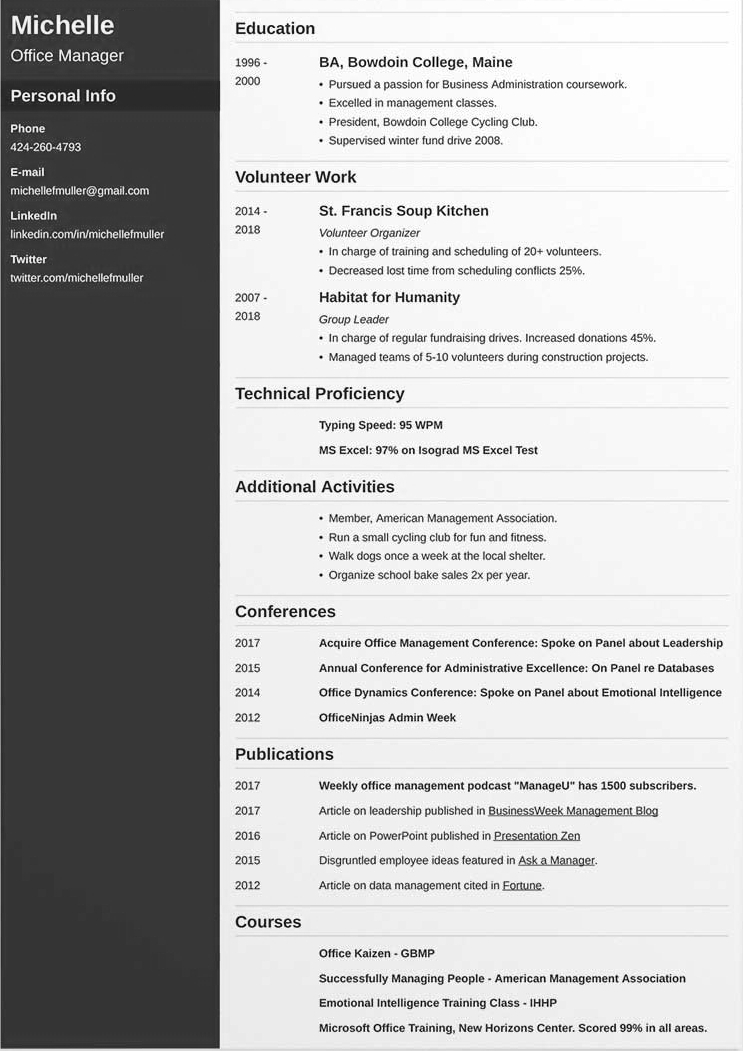 Michelle
Office Manager
Personal Info
Phone
424-260-4793
E-mail
michellefmuller@gmail.com
LinkedIn
linkedin.com/in/michellefmuller
Twitter
twitter.com/michellefmuller
Education
1996 - 2000
BA, Bowdoin College, Maine
• Pursued a passion for Business Administration coursework.
• Excelled in management classes.
• President, Bowdoin College Cycling Club.
• Supervised winter fund drive 2008.
Volunteer Work
2014 - 2018
St. Francis Soup Kitchen
Volunteer Organizer
• In charge of training and scheduling of 20+ volunteers.
• Decreased lost time from scheduling conflicts 25%.
2007 - 2018
Habitat for Humanity
Group Leader
• In charge of regular fundraising drives. Increased donations 45%.
• Managed teams of 5-10 volunteers during construction projects.
Technical Proficiency
Typing Speed: 95 WPM
MS Excel: 97% on Isograd MS Excel Test
Additional Activities
• Member, American Management Association.
• Run a small cycling club for fun and fitness.
• Walk dogs once a week at the local shelter.
• Organize school bake sales 2x per year.
Conferences
2017 Acquire Office Management Conference: Spoke on Panel about Leadership
2015 Annual Conference for Administrative Excellence: On Panel re Databases
2014 Office Dynamics Conference: Spoke on Panel about Emotional Intelligence
2012 OfficeNinjas Admin Week
Publications
2017 Weekly office management podcast "ManageU" has 1500 subscribers.
2017 Article on leadership published in BusinessWeek Management Blog
2016 Article on PowerPoint published in Presentation Zen
2015 Disgruntled employee ideas featured in Ask a Manager.
2012 Article on data management cited in Fortune.
Courses
Office Kaizen - GBMP
Successfully Managing People - American Management Association
Emotional Intelligence Training Class - IHHP
Microsoft Office Training, New Horizons Center. Scored 99% in all areas.